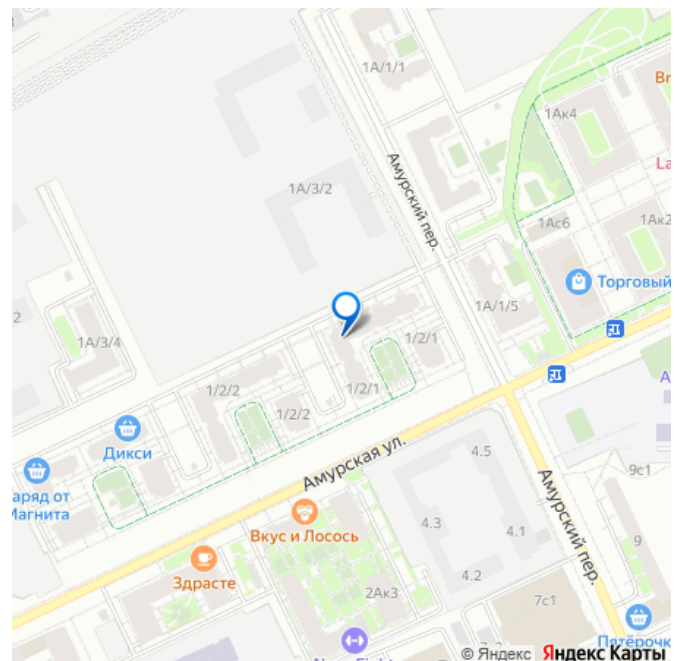 1А/1/1
Br
1Ак4
La
Амурский пер.
1А/3/2
1Ас6
1Ак2
Торговый
1А/1/5
2
1А/3/4
1/2/1
1/2/2
1/2/1
1/2/2
А
Дикси
Амурская ул.
4.5
9с1
аряд от
Магнита
Вкус и Лосось
4.3
4.1
Амурский пер.
9
Здрасте
4.2
2Ак3
7с1
Пятёрочк
© Яндекс Яндекс Карты